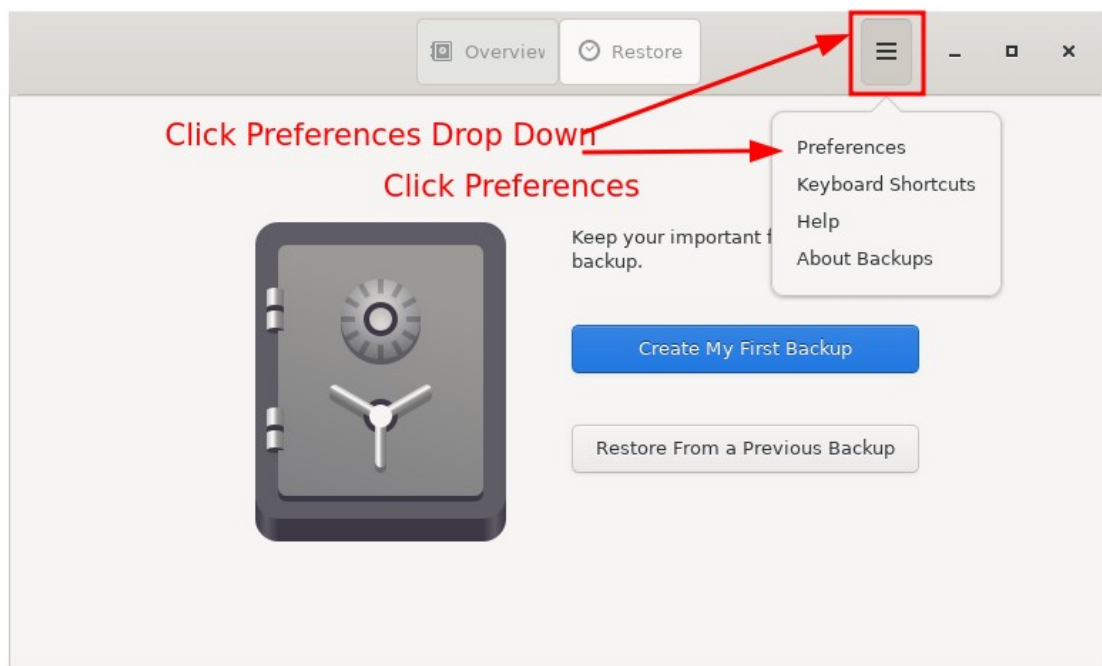 Overview
Restore
Click Preferences Drop Down
Click Preferences
Preferences
Keyboard Shortcuts
Help
About Backups
Keep your important
backup.
Create My First Backup
Restore From a Previous Backup